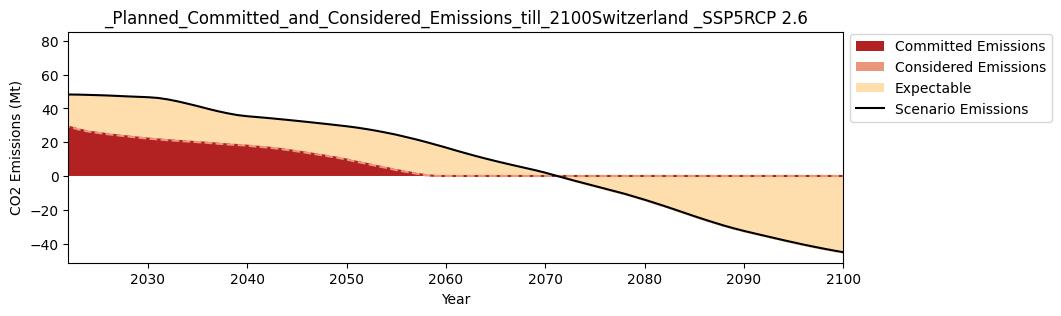 _Planned_Committed_and_Considered_Emissions_till_2100Switzerland _SSP5RCP 2.6
CO2 Emissions (Mt)
80
60
40
20
0
−20
−40
2030 2040 2050 2060 2070 2080 2090 2100
Year
Committed Emissions
Considered Emissions
Expectable
Scenario Emissions